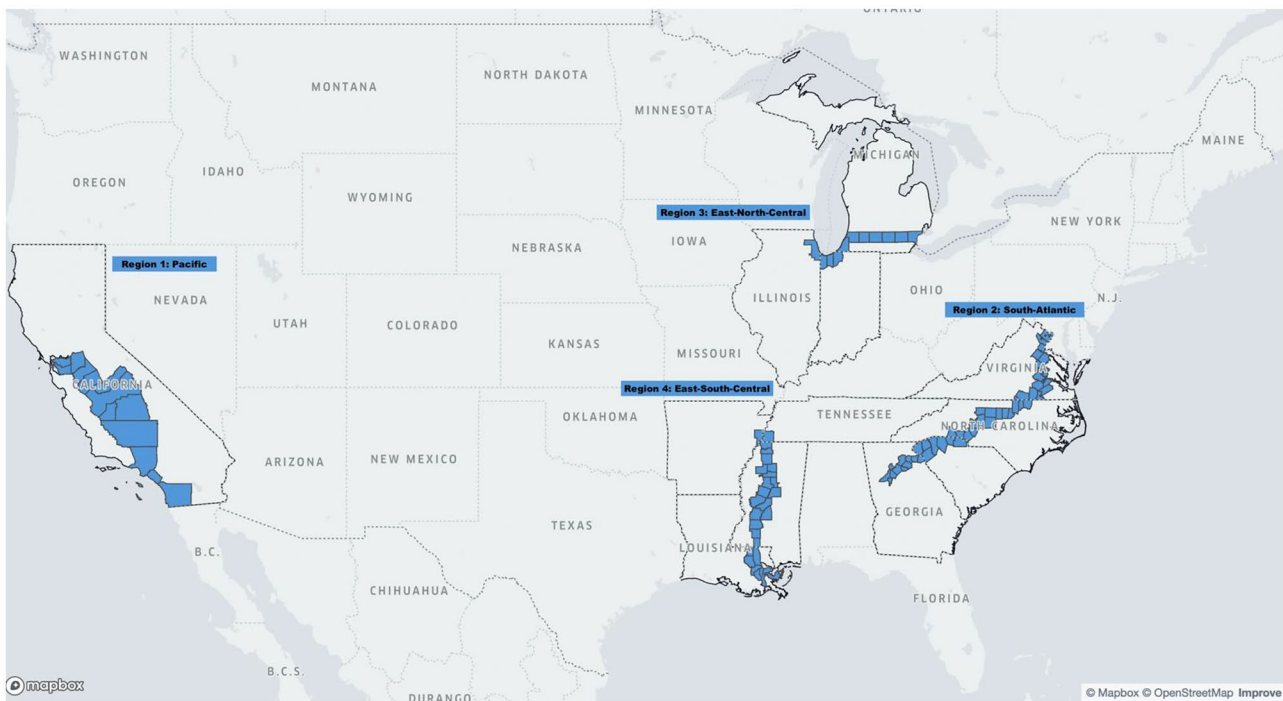 ONTARIO
WASHINGTON
MONTANA
NORTH DAKOTA
MINNESOTA
MAINE
MICHIGAN
IDAHO
OREGON
WYOMING
Region 3: East-North-Central
NEW YORK
IOWA
NEBRASKA
Region 1: Pacific
NEVADA
ILLINOIS
OHIO
N.J.
Region 2: South-Atlantic
UTAH
COLORADO
KANSAS
MISSOURI
VIRGINIA
CALIFORNIA
Region 4: East-South-Central
OKLAHOMA
TENNESSEE
NORTH CAROLINA
ARIZONA
NEW MEXICO
GEORGIA
TEXAS
LOUISIANA
B.C.
CHIHUAHUA
FLORIDA
B.C.S.
mapbox
DURANGO
© Mapbox © OpenStreetMap Improve